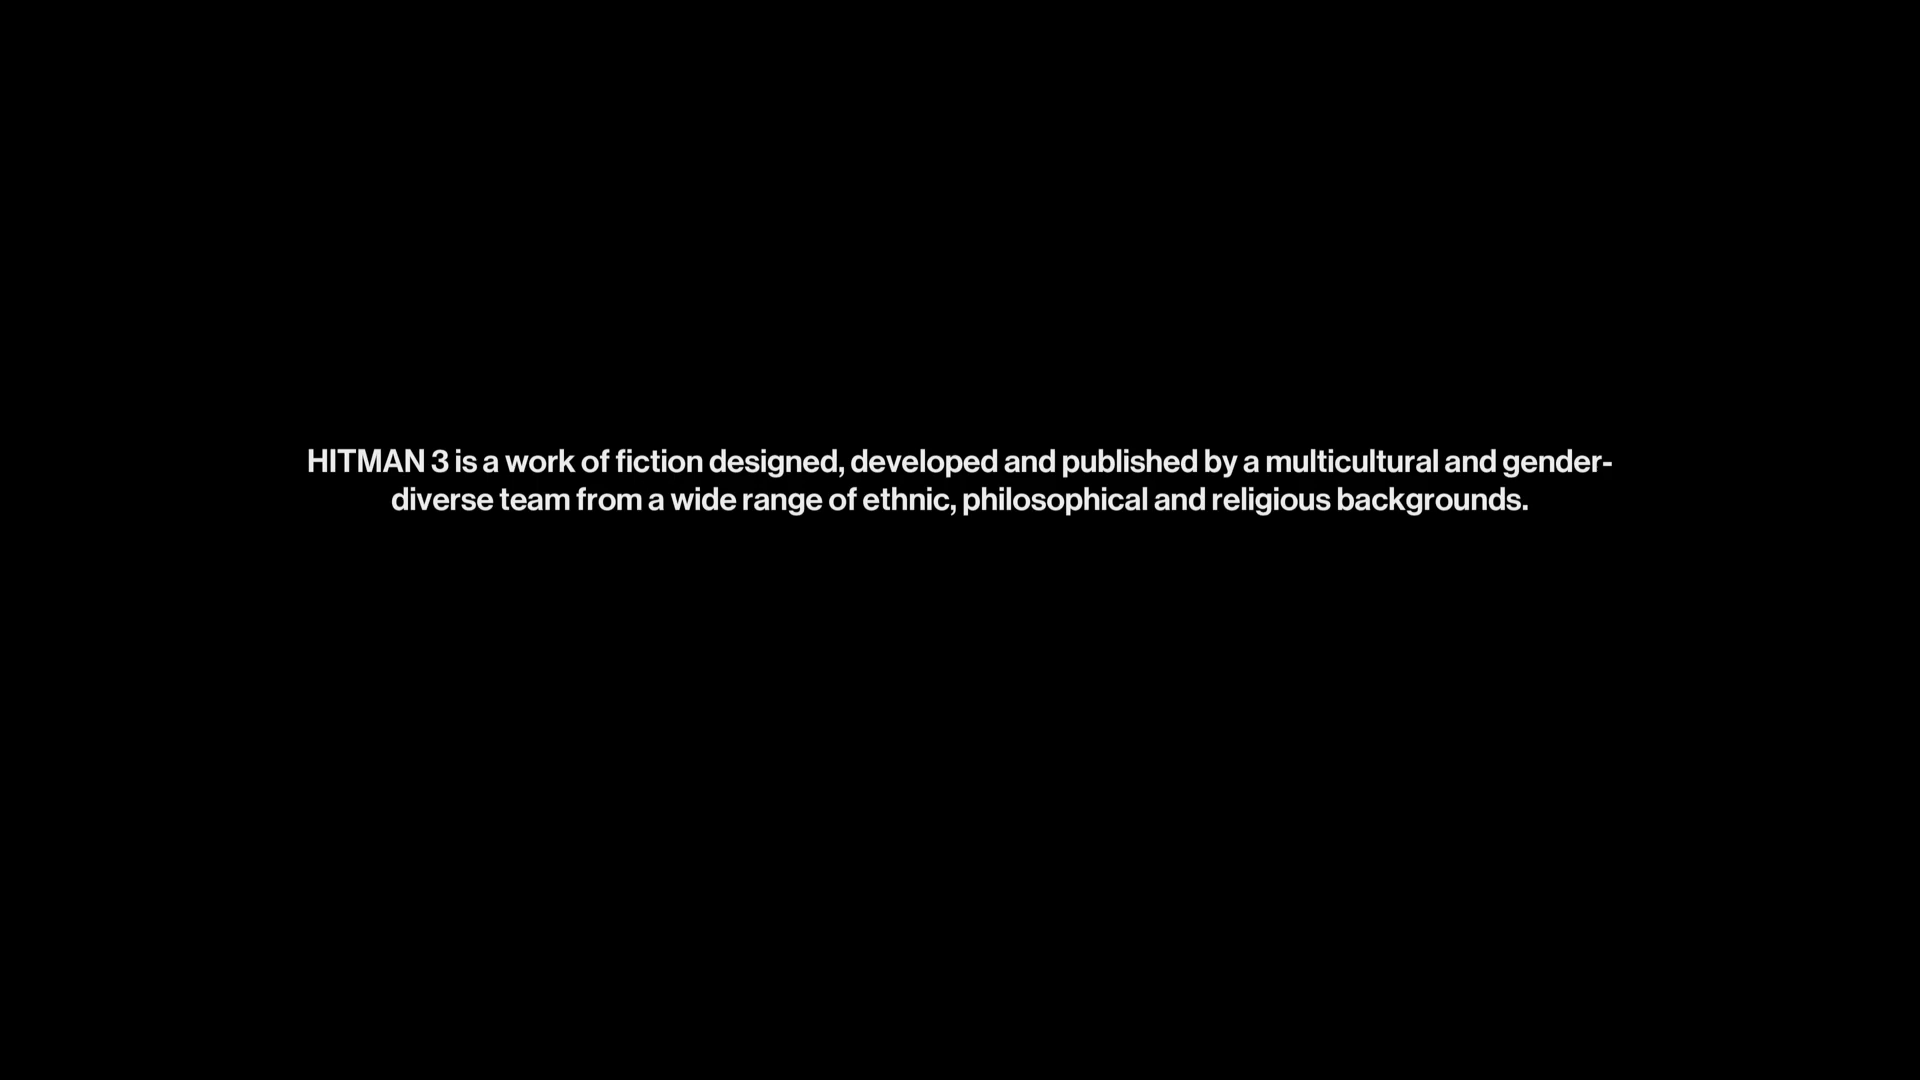 HITMAN 3 is a work of fiction designed, developed and published by a multicultural and gender-
diverse team from a wide range of ethnic, philosophical and religious backgrounds.